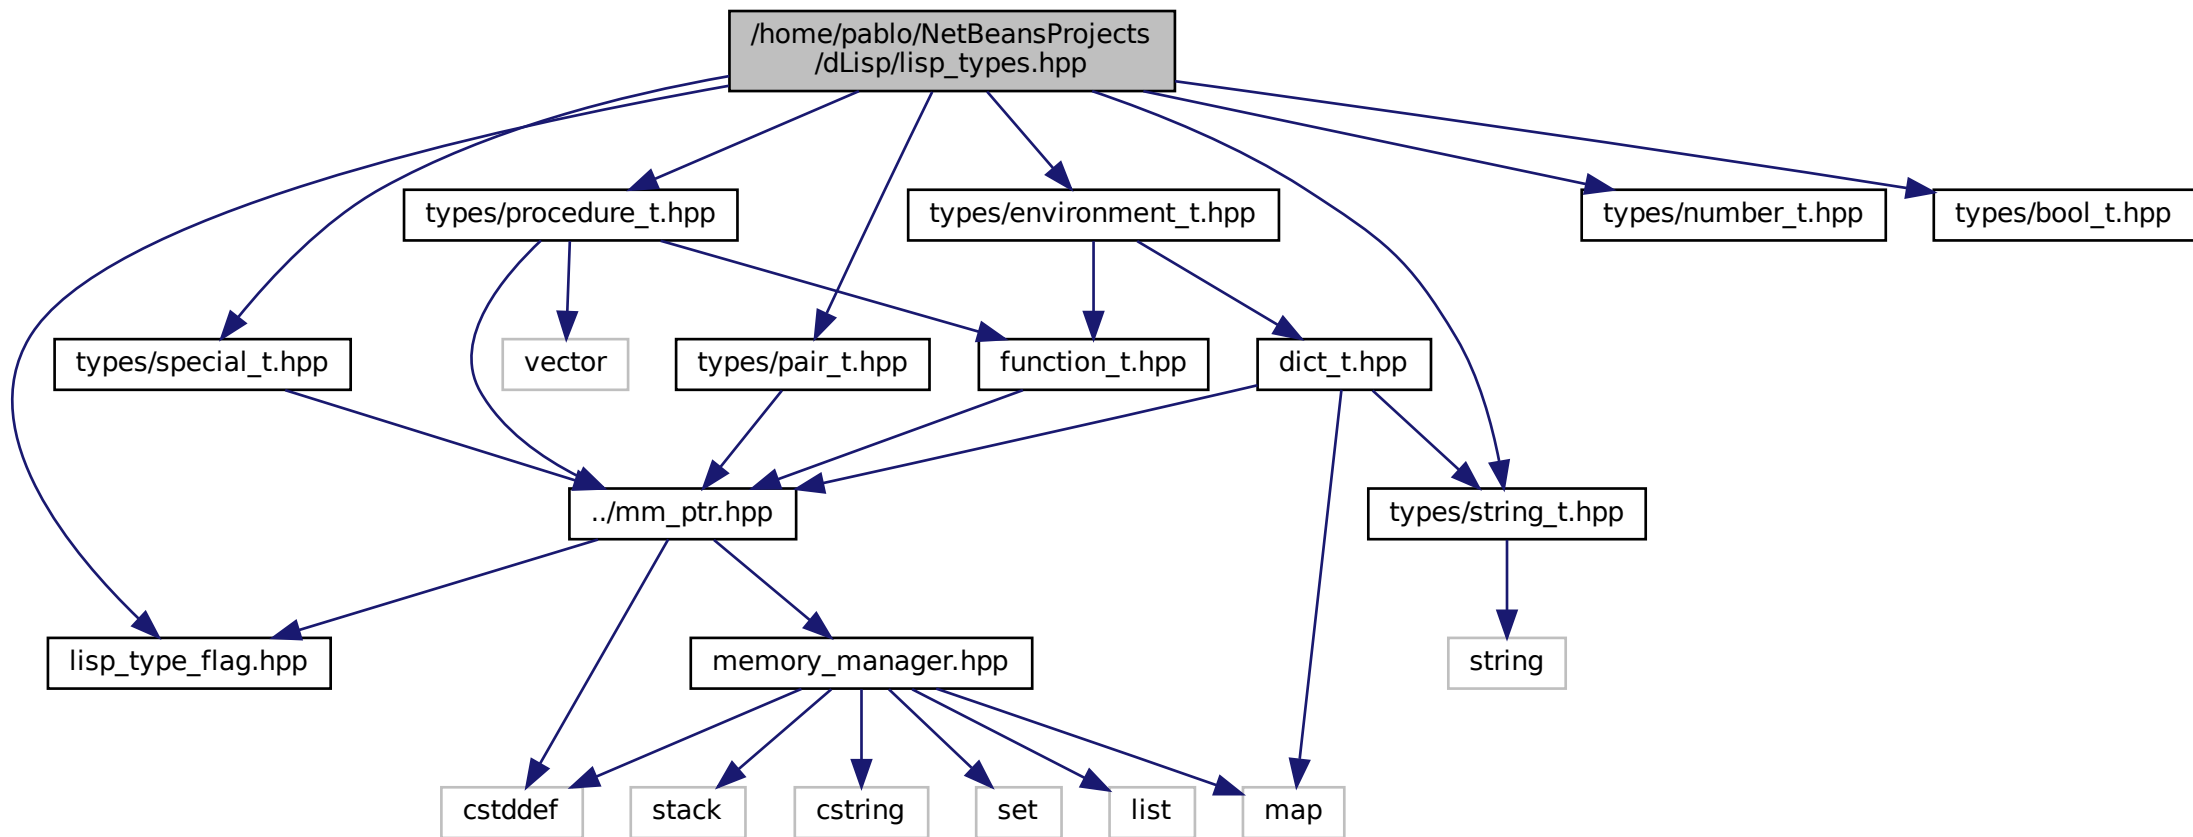 /home/pablo/NetBeansProjects
/dLisp/lisp_types.hpp
types/procedure_t.hpp
types/environment_t.hpp
types/number_t.hpp
types/bool_t.hpp
types/special_t.hpp
vector
types/pair_t.hpp
function_t.hpp
dict_t.hpp
../mm_ptr.hpp
types/string_t.hpp
lisp_type_flag.hpp
memory_manager.hpp
string
cstddef
stack
cstring
set
list
map